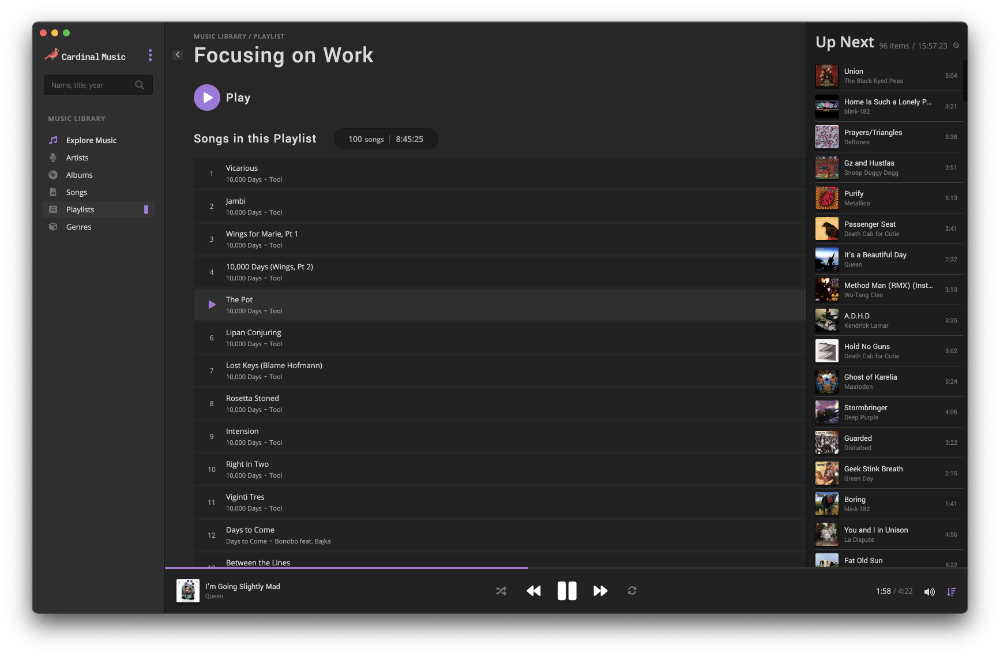 Cardinal Music
Name, title, year
MUSIC LIBRARY
Explore Music
Artists
Albums
Songs
Playlists
Genres
MUSIC LIBRARY / PLAYLIST
Focusing on Work
Play
Songs in this Playlist
100 songs | 8:45:25
1
Vicarious
10,000 Days • Tool
2
Jambi
10,000 Days • Tool
3
Wings for Marie, Pt 1
10,000 Days • Tool
4
10,000 Days (Wings, Pt 2)
10,000 Days • Tool
The Pot
10,000 Days • Tool
6
Lipan Conjuring
10,000 Days • Tool
7
Lost Keys (Blame Hofmann)
10,000 Days • Tool
8
Rosetta Stoned
10,000 Days • Tool
9
Intension
10,000 Days • Tool
10
Right in Two
10,000 Days • Tool
11
Viginti Tres
10,000 Days • Tool
12
Days to Come
Days to Come • Bonobo feat. Bajka
Between the Lines
Up Next 96 items / 15:57:23
Union 5:04
The Black Eyed Peas
Home Is Such a Lonely P... 3:21
blink-182
Prayers/Triangles 3:38
Deftones
Gz and Hustlas 3:51
Snoop Doggy Dogg
Purify
Metallica
Passenger Seat 3:41
Death Cab for Cutie
It's a Beautiful Day 2:32
Queen
Method Man (RMX) (Inst... 3:10
Wu-Tang Clan
A.D.H.D 3:35
Kendrick Lamar
Hold No Guns 3:02
Death Cab for Cutie
Ghost of Karelia 5:24
Mastodon
Stormbringer 4:06
Deep Purple
Guarded 3:22
Disturbed
Geek Stink Breath 2:15
Green Day
Boring 1:41
blink-182
You and I in Unison 4:56
La Dispute
Fat Old Sun 5:22
I'm Going Slightly Mad
Queen
1:58 / 4:22